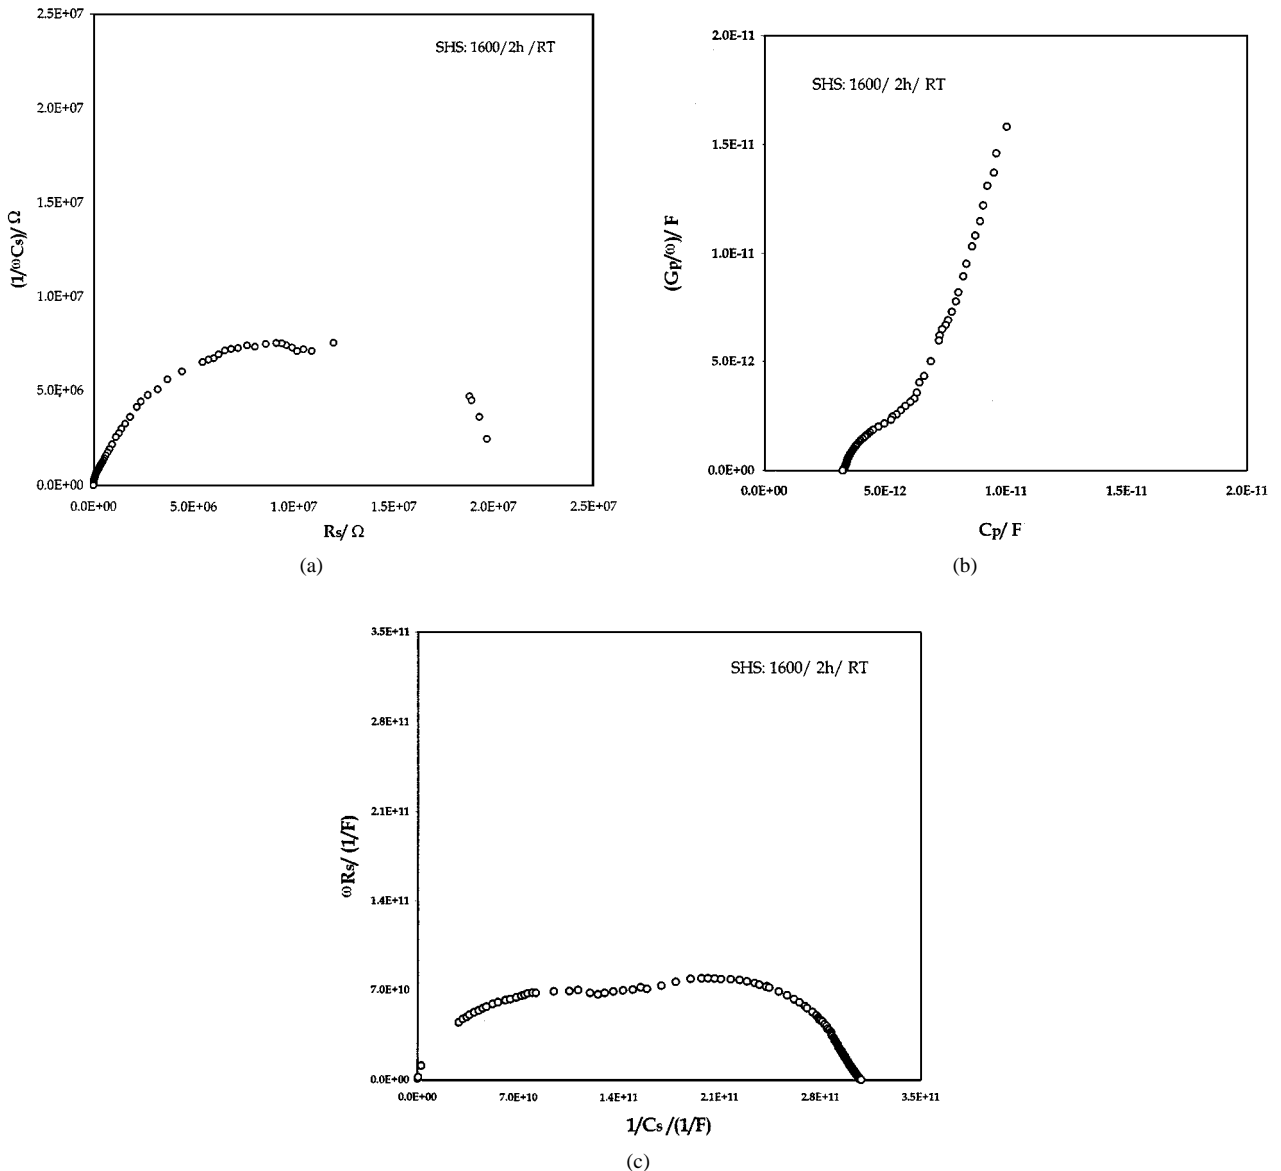 2.5E+07
SHS: 1600/2h /RT
2.0E+07
1.5E+07
1.0E+07
5.0E+06
0.0E+00
(1/ωCs)/ Ω
0.0E+00 5.0E+06 1.0E+07 1.5E+07 2.0E+07 2.5E+07
Rs/ Ω
(a)
2.0E-11
SHS: 1600/ 2h/ RT
1.5E-11
1.0E-11
5.0E-12
0.0E+00
(Gp/ω)/ F
0.0E+00 5.0E-12 1.0E-11 1.5E-11 2.0E-11
Cp/ F
(b)
3.5E+11
SHS: 1600/ 2h/ RT
2.8E+11
2.1E+11
1.4E+11
7.0E+10
0.0E+00
ωRs/ (1/F)
0.0E+00 7.0E+10 1.4E+11 2.1E+11 2.8E+11 3.5E+11
1/Cs /(1/F)
(c)